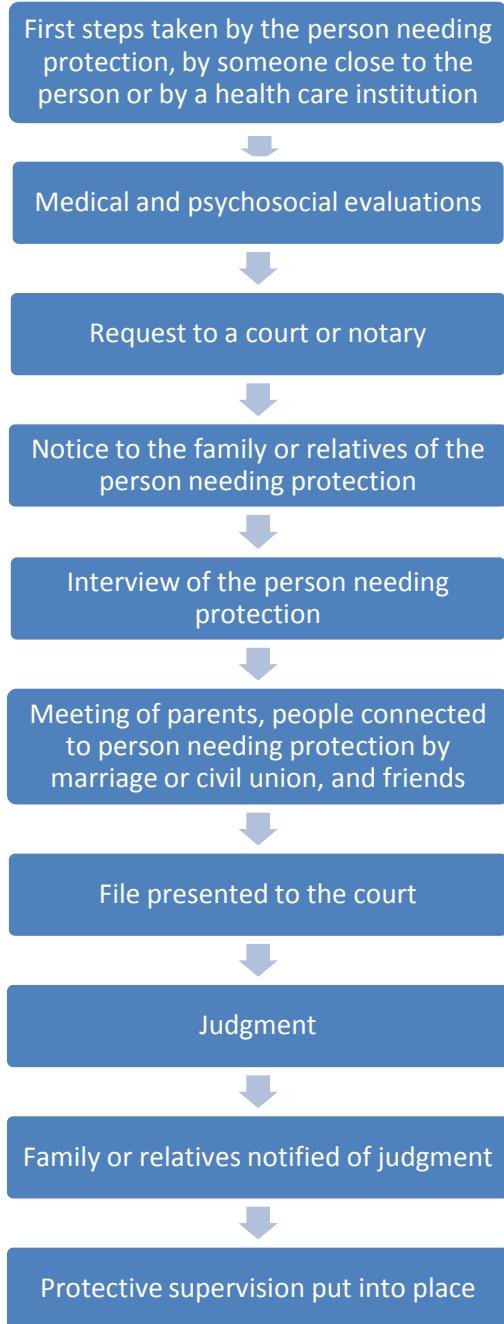 First steps taken by the person needing
protection, by someone close to the
person or by a health care institution
Medical and psychosocial evaluations
Request to a court or notary
Notice to the family or relatives of the
person needing protection
Interview of the person needing
protection
Meeting of parents, people connected
to person needing protection by
marriage or civil union, and friends
File presented to the court
Judgment
Family or relatives notified of judgment
Protective supervision put into place